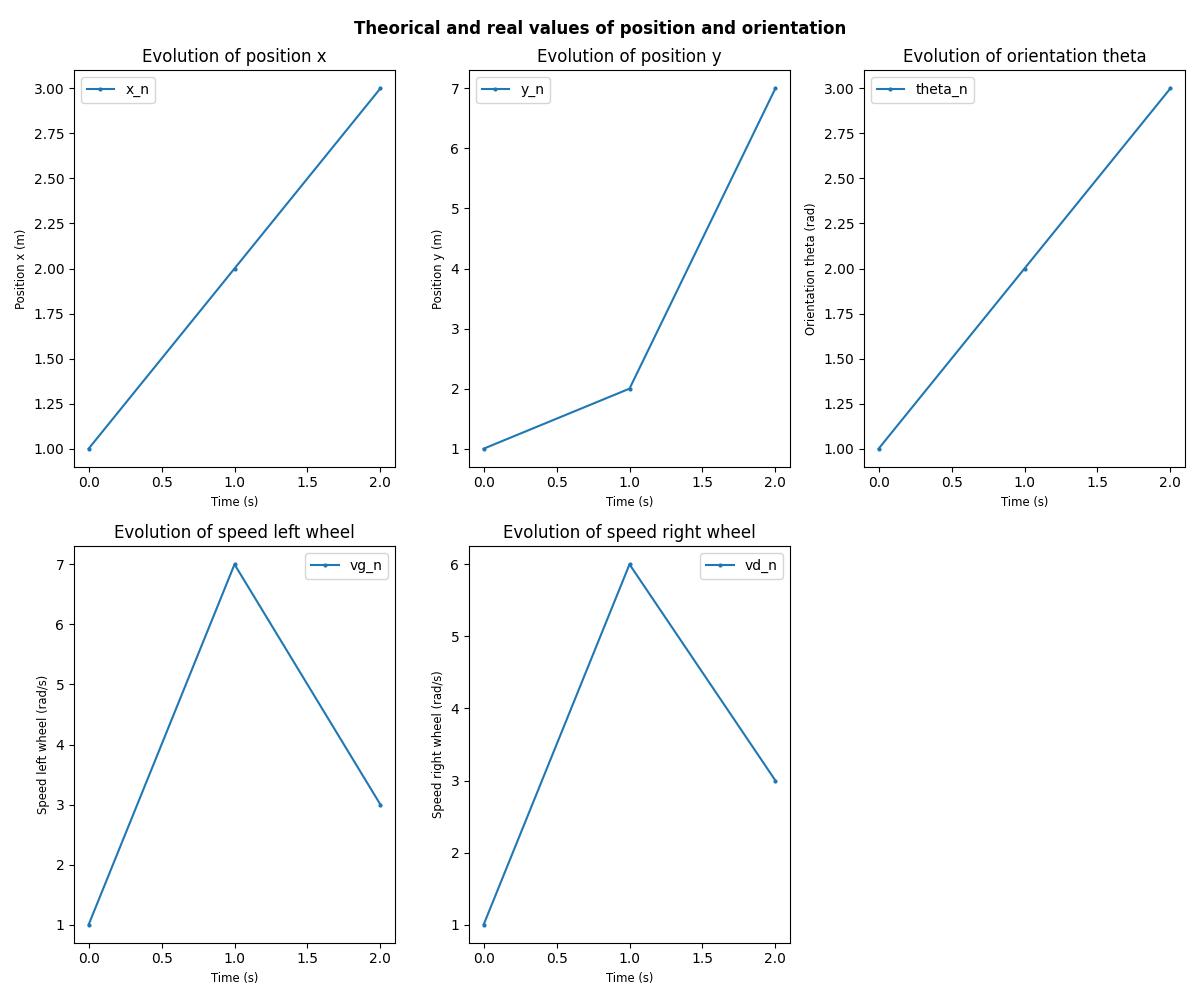 Theorical and real values of position and orientation
Evolution of position x
x_n
3.00
2.75
2.50
2.25
2.00
1.75
1.50
1.25
1.00
Position x (m)
0.0 0.5 1.0 1.5 2.0
Time (s)
Evolution of position y
y_n
7
6
5
4
3
2
1
Position y (m)
0.0 0.5 1.0 1.5 2.0
Time (s)
Evolution of orientation theta
theta_n
3.00
2.75
2.50
2.25
2.00
1.75
1.50
1.25
1.00
Orientation theta (rad)
0.0 0.5 1.0 1.5 2.0
Time (s)
Evolution of speed left wheel
vg_n
7
6
5
4
3
2
1
Speed left wheel (rad/s)
0.0 0.5 1.0 1.5 2.0
Time (s)
Evolution of speed right wheel
vd_n
6
5
4
3
2
1
Speed right wheel (rad/s)
0.0 0.5 1.0 1.5 2.0
Time (s)